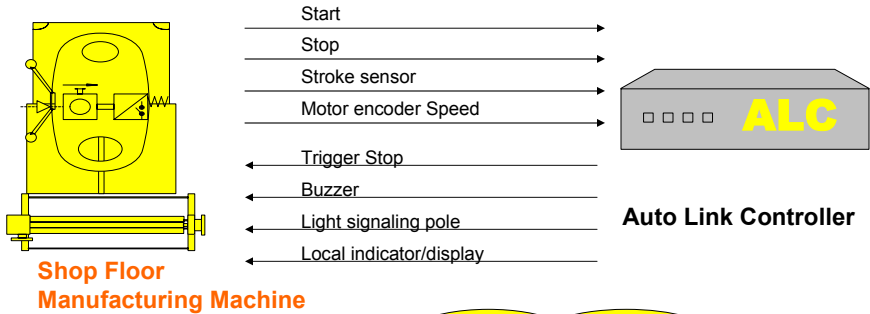 Start
Stop
Stroke sensor
Motor encoder Speed
Trigger Stop
Buzzer
Light signaling pole
Local indicator/display
ALC
Auto Link Controller
Shop Floor
Manufacturing Machine